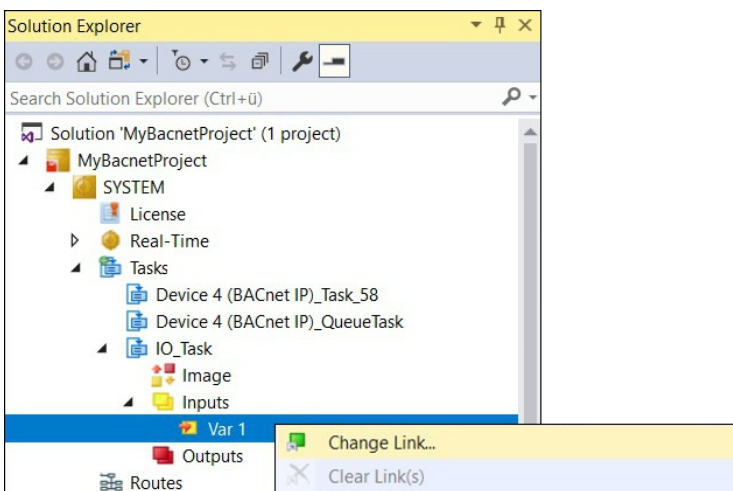 Solution Explorer
Search Solution Explorer (Ctrl+ü)
Solution 'MyBacnetProject' (1 project)
MyBacnetProject
SYSTEM
License
Real-Time
Tasks
Device 4 (BACnet IP)_Task_58
Device 4 (BACnet IP)_QueueTask
IO_Task
Image
Inputs
Var 1
Change Link...
Outputs
Clear Link(s)
Routes